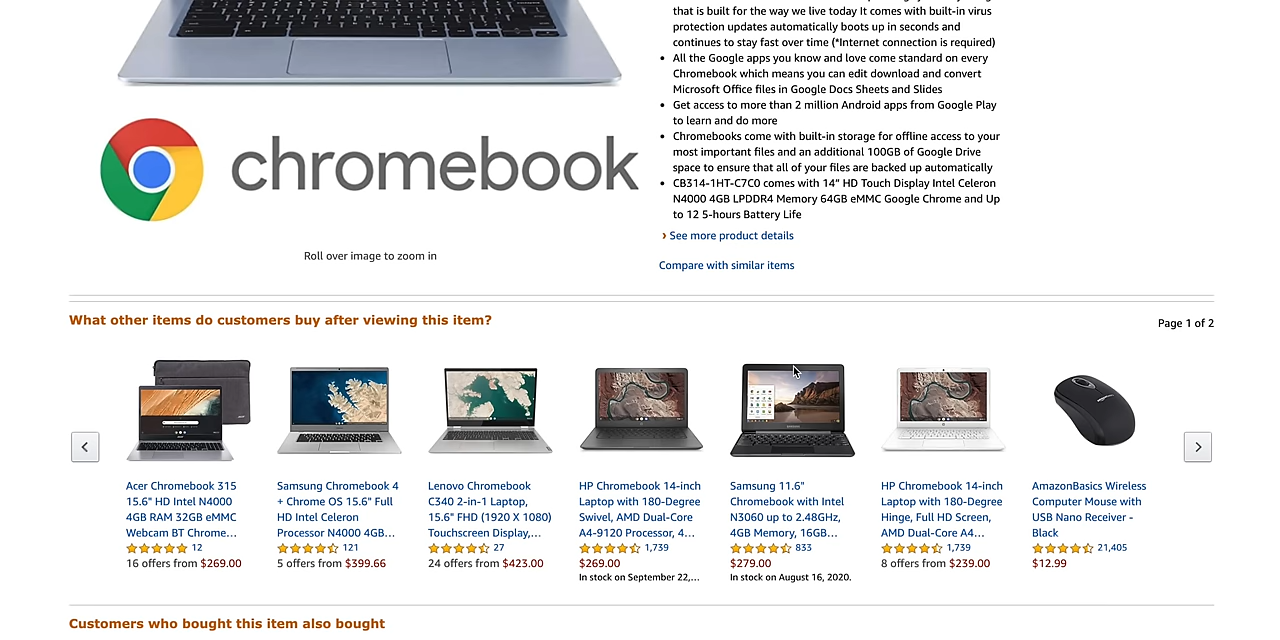 that is built for the way we live today It comes with built-in virus
protection updates automatically boots up in seconds and
continues to stay fast over time (*Internet connection is required)
All the Google apps you know and love come standard on every
Chromebook which means you can edit download and convert
Microsoft Office files in Google Docs Sheets and Slides
Get access to more than 2 million Android apps from Google Play
to learn and do more
Chromebooks come with built-in storage for offline access to your
most important files and an additional 100GB of Google Drive
space to ensure that all of your files are backed up automatically
CB314-1HT-C7C0 comes with 14" HD Touch Display Intel Celeron
N4000 4GB LPDDR4 Memory 64GB eMMC Google Chrome and Up
to 12 5-hours Battery Life
› See more product details
Compare with similar items
chromebook
Roll over image to zoom in
What other items do customers buy after viewing this item?
Page 1 of 2
Acer Chromebook 315
15.6" HD Intel N4000
4GB RAM 32GB eMMC
Webcam BT Chrome…
12
16 offers from $269.00
Samsung Chromebook 4
+ Chrome OS 15.6" Full
HD Intel Celeron
Processor N4000 4GB…
121
5 offers from $399.66
Lenovo Chromebook
C340 2-in-1 Laptop,
15.6" FHD (1920 X 1080)
Touchscreen Display,…
27
24 offers from $423.00
HP Chromebook 14-inch
Laptop with 180-Degree
Swivel, AMD Dual-Core
A4-9120 Processor, 4…
1,739
$269.00
In stock on September 22,…
Samsung 11.6"
Chromebook with Intel
N3060 up to 2.48GHz,
4GB Memory, 16GB…
833
$279.00
In stock on August 16, 2020.
HP Chromebook 14-inch
Laptop with 180-Degree
Hinge, Full HD Screen,
AMD Dual-Core A4…
1,739
8 offers from $239.00
AmazonBasics Wireless
Computer Mouse with
USB Nano Receiver -
Black
21,405
$12.99
Customers who bought this item also bought